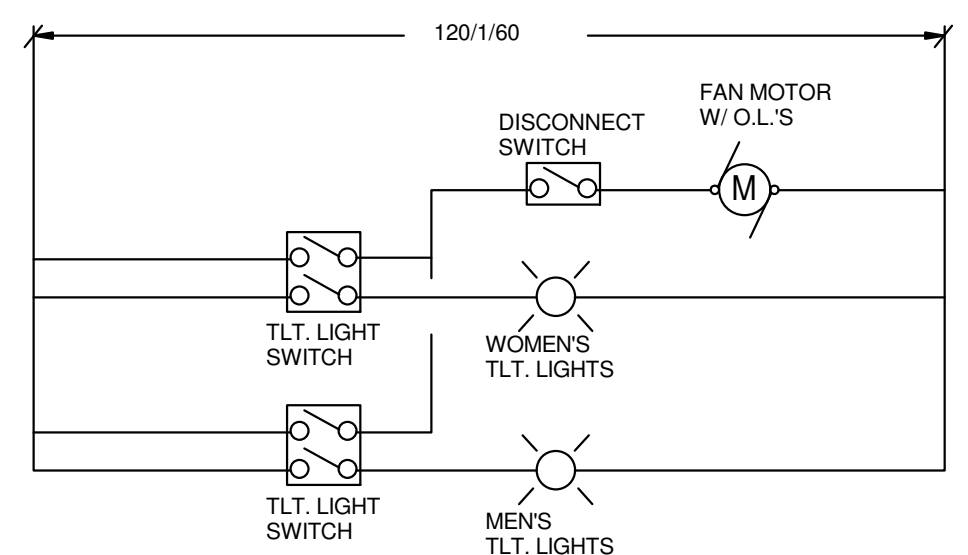 120/1/60
FAN MOTOR
W/ O.L.'S
DISCONNECT
SWITCH
M
TLT. LIGHT
SWITCH
WOMEN'S
TLT. LIGHTS
TLT. LIGHT
SWITCH
MEN'S
TLT. LIGHTS